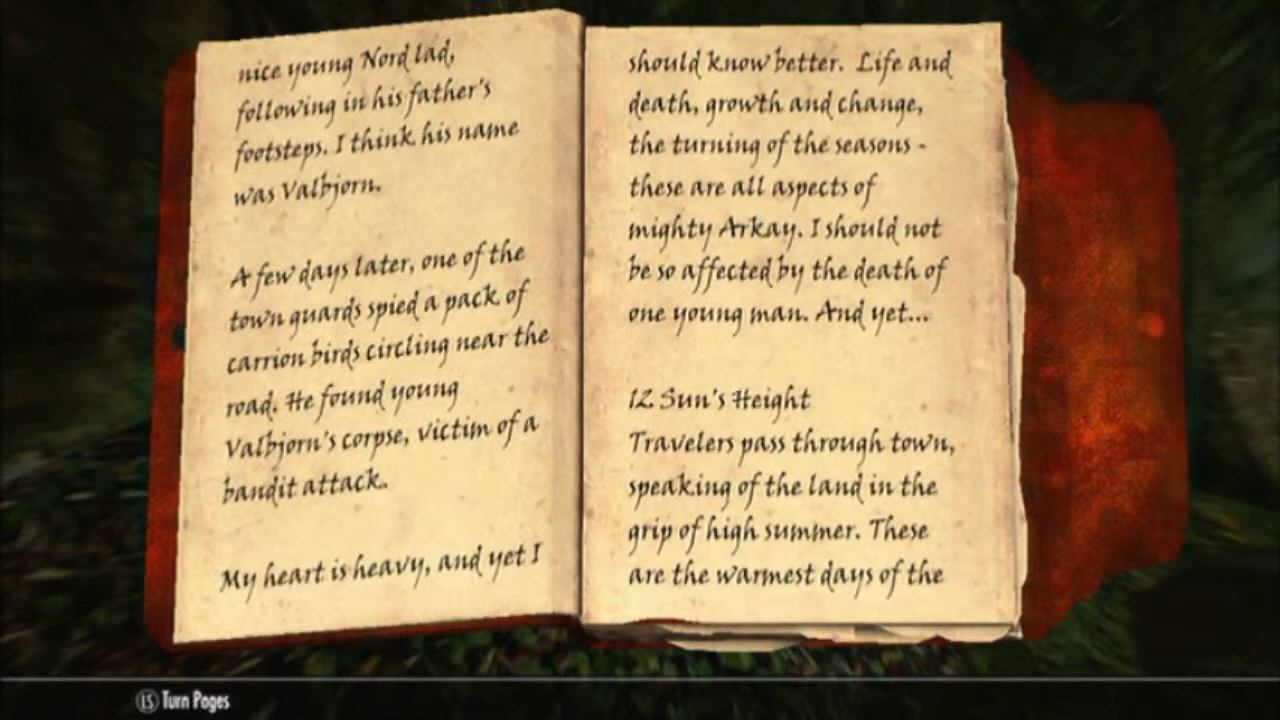 nice young Nord lad,
following in his father's
footsteps. I think his name
was Valbjorn.
A few days later, one of the
town guards spied a pack of
carrion birds circling near the
road. He found young
Valbjorn's corpse, victim of a
bandit attack.
My heart is heavy, and yet I
should know better. Life and
death, growth and change,
the turning of the seasons -
these are all aspects of
mighty Arkay. I should not
be so affected by the death of
one young man. And yet...
12. Sun's Height
Travelers pass through town,
speaking of the land in the
grip of high summer. These
are the warmest days of the
LS Turn Pages